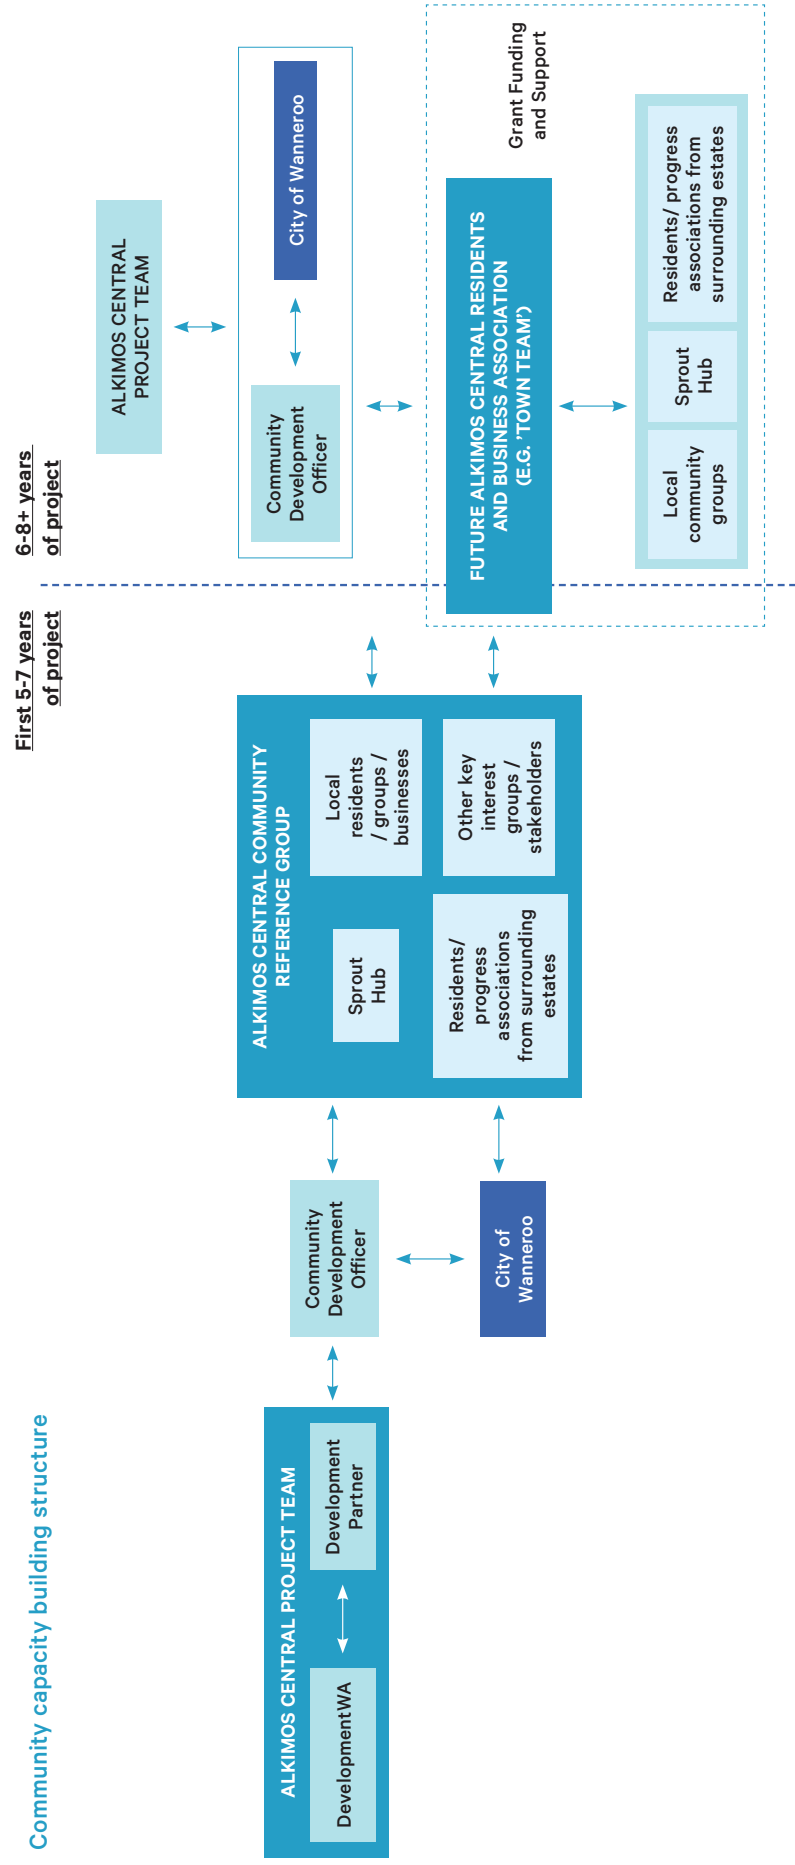 Community capacity building structure
First 5-7 years
of project
6-8+ years
of project
ALKIMOS CENTRAL PROJECT TEAM
DevelopmentWA
Development
Partner
Community
Development
Officer
City of
Wanneroo
ALKIMOS CENTRAL COMMUNITY
REFERENCE GROUP
Sprout
Hub
Local
residents
/ groups /
businesses
Residents/
progress
associations
from surrounding
estates
Other key
interest
groups /
stakeholders
ALKIMOS CENTRAL
PROJECT TEAM
Community
Development
Officer
City of Wanneroo
FUTURE ALKIMOS CENTRAL RESIDENTS
AND BUSINESS ASSOCIATION
(E.G. 'TOWN TEAM')
Grant Funding
and Support
Local
community
groups
Sprout
Hub
Residents/ progress
associations from
surrounding estates